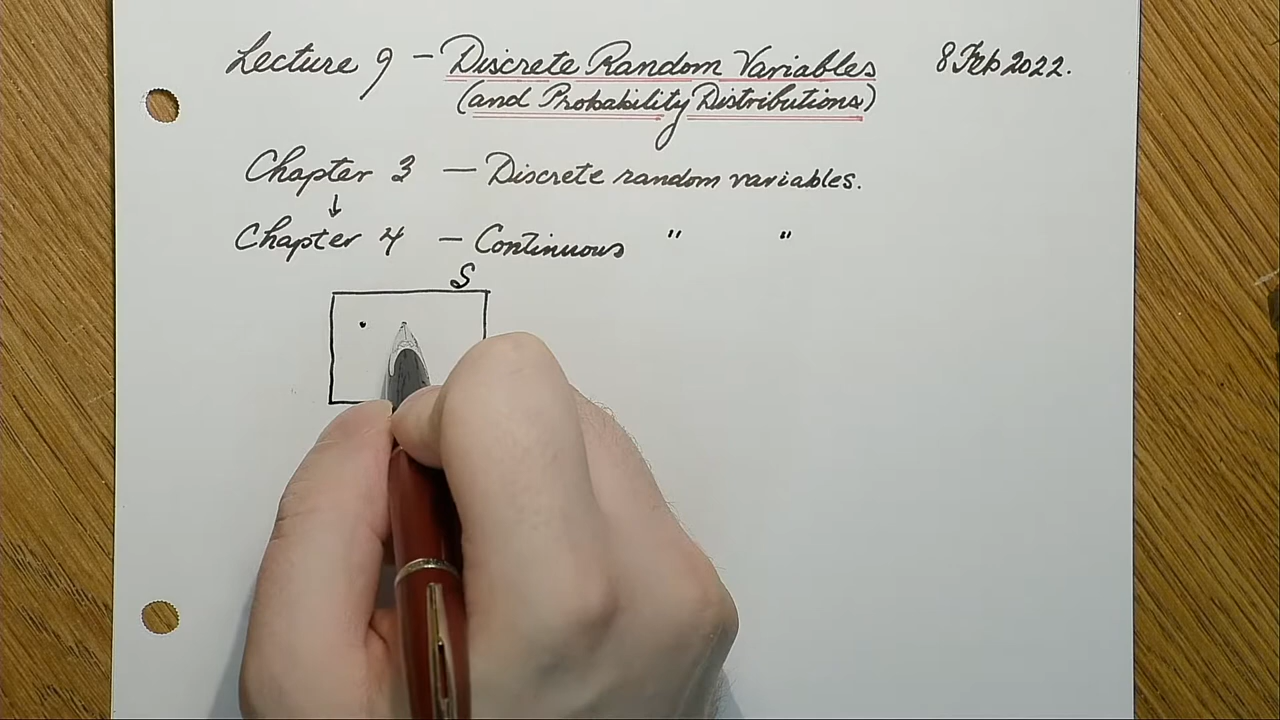 Lecture 9 – Discrete Random Variables 8 Feb 2022.
(and Probability Distributions)
Chapter 3 — Discrete random variables.
↓
Chapter 4 – Continuous " "
S